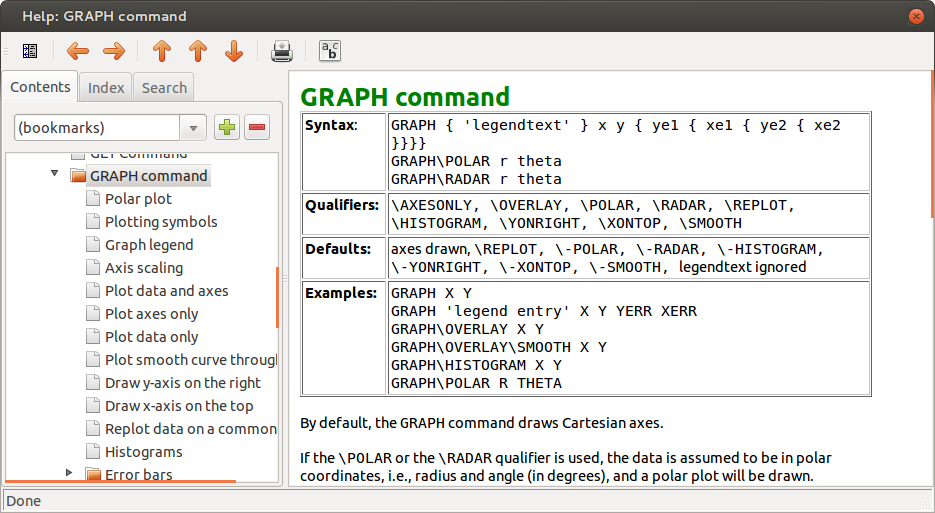 Help: GRAPH command
a c
b
Contents Index Search
(bookmarks)
GET Command
GRAPH command
Polar plot
Plotting symbols
Graph legend
Axis scaling
Plot data and axes
Plot axes only
Plot data only
Plot smooth curve through
Draw y-axis on the right
Draw x-axis on the top
Replot data on a common
Histograms
Error bars
GRAPH command
Syntax: GRAPH { 'legendtext' } x y { ye1 { xe1 { ye2 { xe2
}}}}
GRAPH\POLAR r theta
GRAPH\RADAR r theta
Qualifiers: \AXESONLY, \OVERLAY, \POLAR, \RADAR, \REPLOT,
\HISTOGRAM, \YONRIGHT, \XONTOP, \SMOOTH
Defaults: axes drawn, \REPLOT, \-POLAR, \-RADAR, \-HISTOGRAM,
\-YONRIGHT, \-XONTOP, \-SMOOTH, legendtext ignored
Examples: GRAPH X Y
GRAPH 'legend entry' X Y YERR XERR
GRAPH\OVERLAY X Y
GRAPH\OVERLAY\SMOOTH X Y
GRAPH\HISTOGRAM X Y
GRAPH\POLAR R THETA
By default, the GRAPH command draws Cartesian axes.
If the \POLAR or the \RADAR qualifier is used, the data is assumed to be in polar
coordinates, i.e., radius and angle (in degrees), and a polar plot will be drawn.
Done